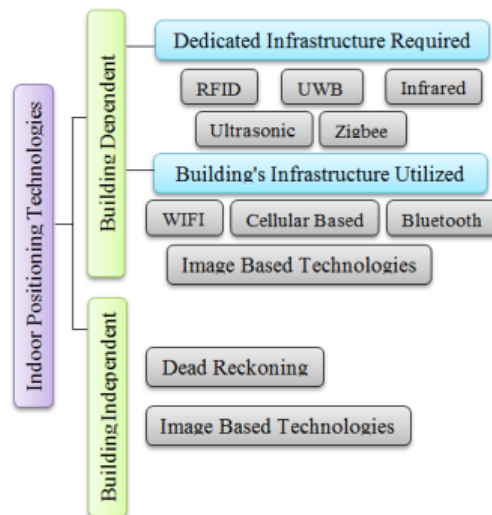 Indoor Positioning Technologies
Building Dependent
Dedicated Infrastructure Required
RFID
UWB
Infrared
Ultrasonic
Zigbee
Building's Infrastructure Utilized
WIFI
Cellular Based
Bluetooth
Image Based Technologies
Building Independent
Dead Reckoning
Image Based Technologies